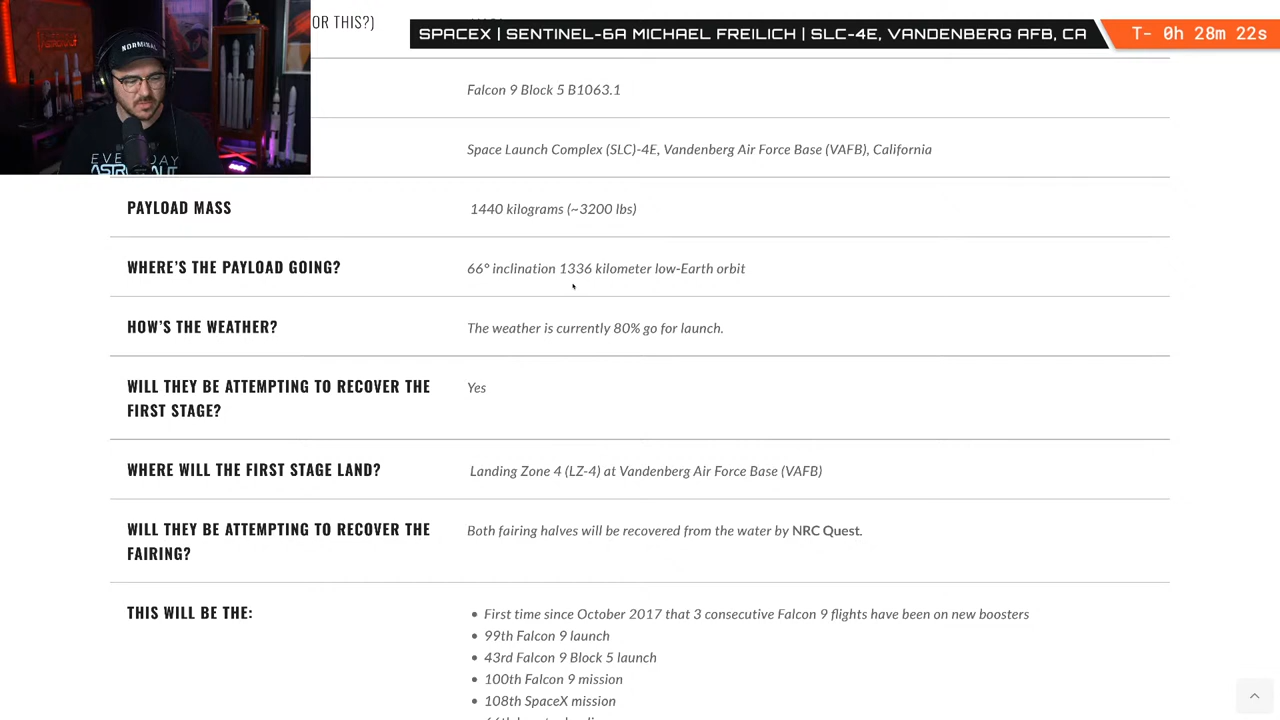 OR THIS?)
SPACEX | SENTINEL-6A MICHAEL FREILICH | SLC-4E, VANDENBERG AFB, CA
T- 0h 28m 22s
NORMINAL
EVERYDAY
ASTRONAUT
Falcon 9 Block 5 B1063.1
Space Launch Complex (SLC)-4E, Vandenberg Air Force Base (VAFB), California
PAYLOAD MASS
1440 kilograms (~3200 lbs)
WHERE'S THE PAYLOAD GOING?
66° inclination 1336 kilometer low-Earth orbit
HOW'S THE WEATHER?
The weather is currently 80% go for launch.
WILL THEY BE ATTEMPTING TO RECOVER THE
FIRST STAGE?
Yes
WHERE WILL THE FIRST STAGE LAND?
Landing Zone 4 (LZ-4) at Vandenberg Air Force Base (VAFB)
WILL THEY BE ATTEMPTING TO RECOVER THE
FAIRING?
Both fairing halves will be recovered from the water by NRC Quest.
THIS WILL BE THE:
• First time since October 2017 that 3 consecutive Falcon 9 flights have been on new boosters
• 99th Falcon 9 launch
• 43rd Falcon 9 Block 5 launch
• 100th Falcon 9 mission
• 108th SpaceX mission